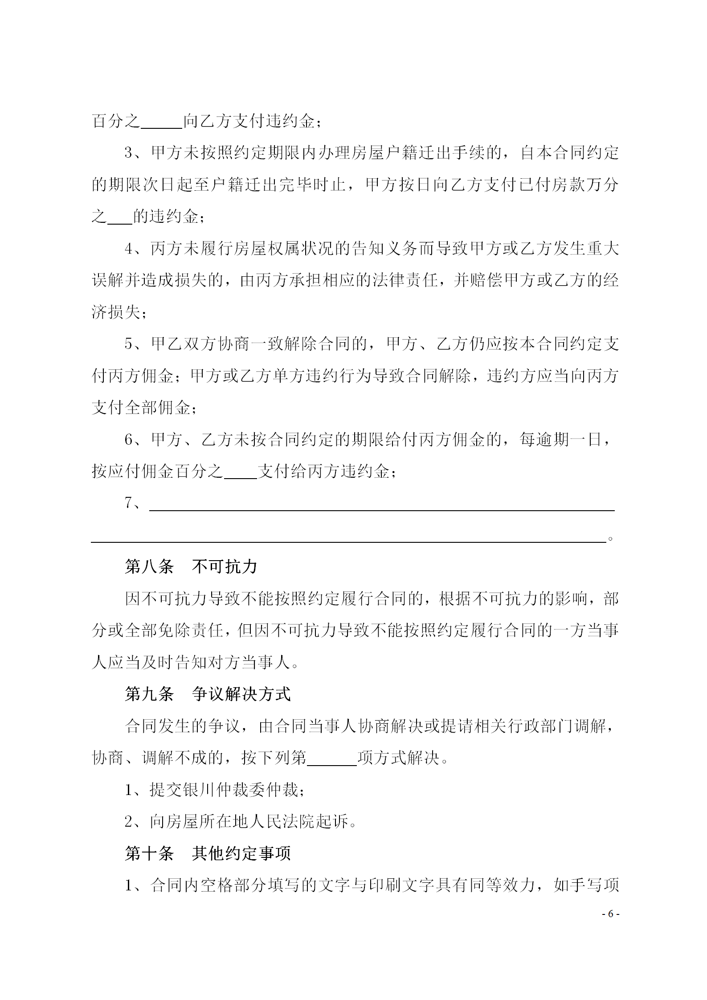 百分之_____向乙方支付违约金；
3、甲方未按照约定期限内办理房屋户籍迁出手续的，自本合同约定
的期限次日起至户籍迁出完毕时止，甲方按日向乙方支付已付房款万分
之___的违约金；
4、丙方未履行房屋权属状况的告知义务而导致甲方或乙方发生重大
误解并造成损失的，由丙方承担相应的法律责任，并赔偿甲方或乙方的经
济损失；
5、甲乙双方协商一致解除合同的，甲方、乙方仍应按本合同约定支
付丙方佣金；甲方或乙方单方违约行为导致合同解除，违约方应当向丙方
支付全部佣金；
6、甲方、乙方未按合同约定的期限给付丙方佣金的，每逾期一日，
按应付佣金百分之____支付给丙方违约金；
7、________________________________________________________
______________________________________________________________。
第八条　不可抗力
因不可抗力导致不能按照约定履行合同的，根据不可抗力的影响，部
分或全部免除责任，但因不可抗力导致不能按照约定履行合同的一方当事
人应当及时告知对方当事人。
第九条　争议解决方式
合同发生的争议，由合同当事人协商解决或提请相关行政部门调解，
协商、调解不成的，按下列第______项方式解决。
1、提交银川仲裁委仲裁；
2、向房屋所在地人民法院起诉。
第十条　其他约定事项
1、合同内空格部分填写的文字与印刷文字具有同等效力，如手写项
- 6 -